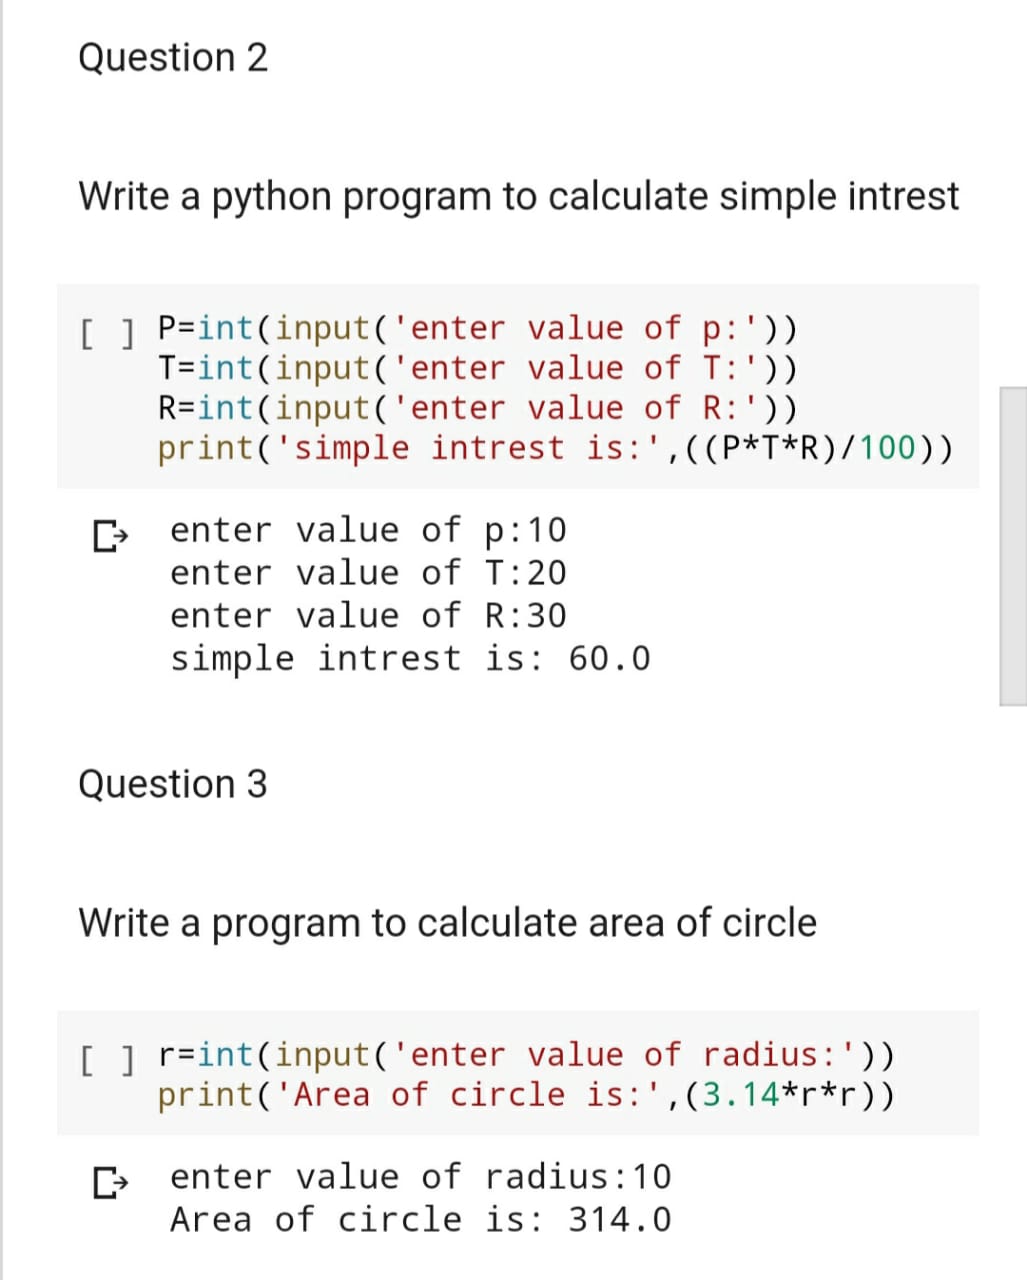 Question 2
Write a python program to calculate simple intrest
[ ] P=int(input('enter value of p:'))
T=int(input('enter value of T:'))
R=int(input('enter value of R:'))
print('simple intrest is:',((P*T*R)/100))
enter value of p:10
enter value of T:20
enter value of R:30
simple intrest is: 60.0
Question 3
Write a program to calculate area of circle
[ ] r=int(input('enter value of radius:'))
print('Area of circle is:',(3.14*r*r))
enter value of radius:10
Area of circle is: 314.0